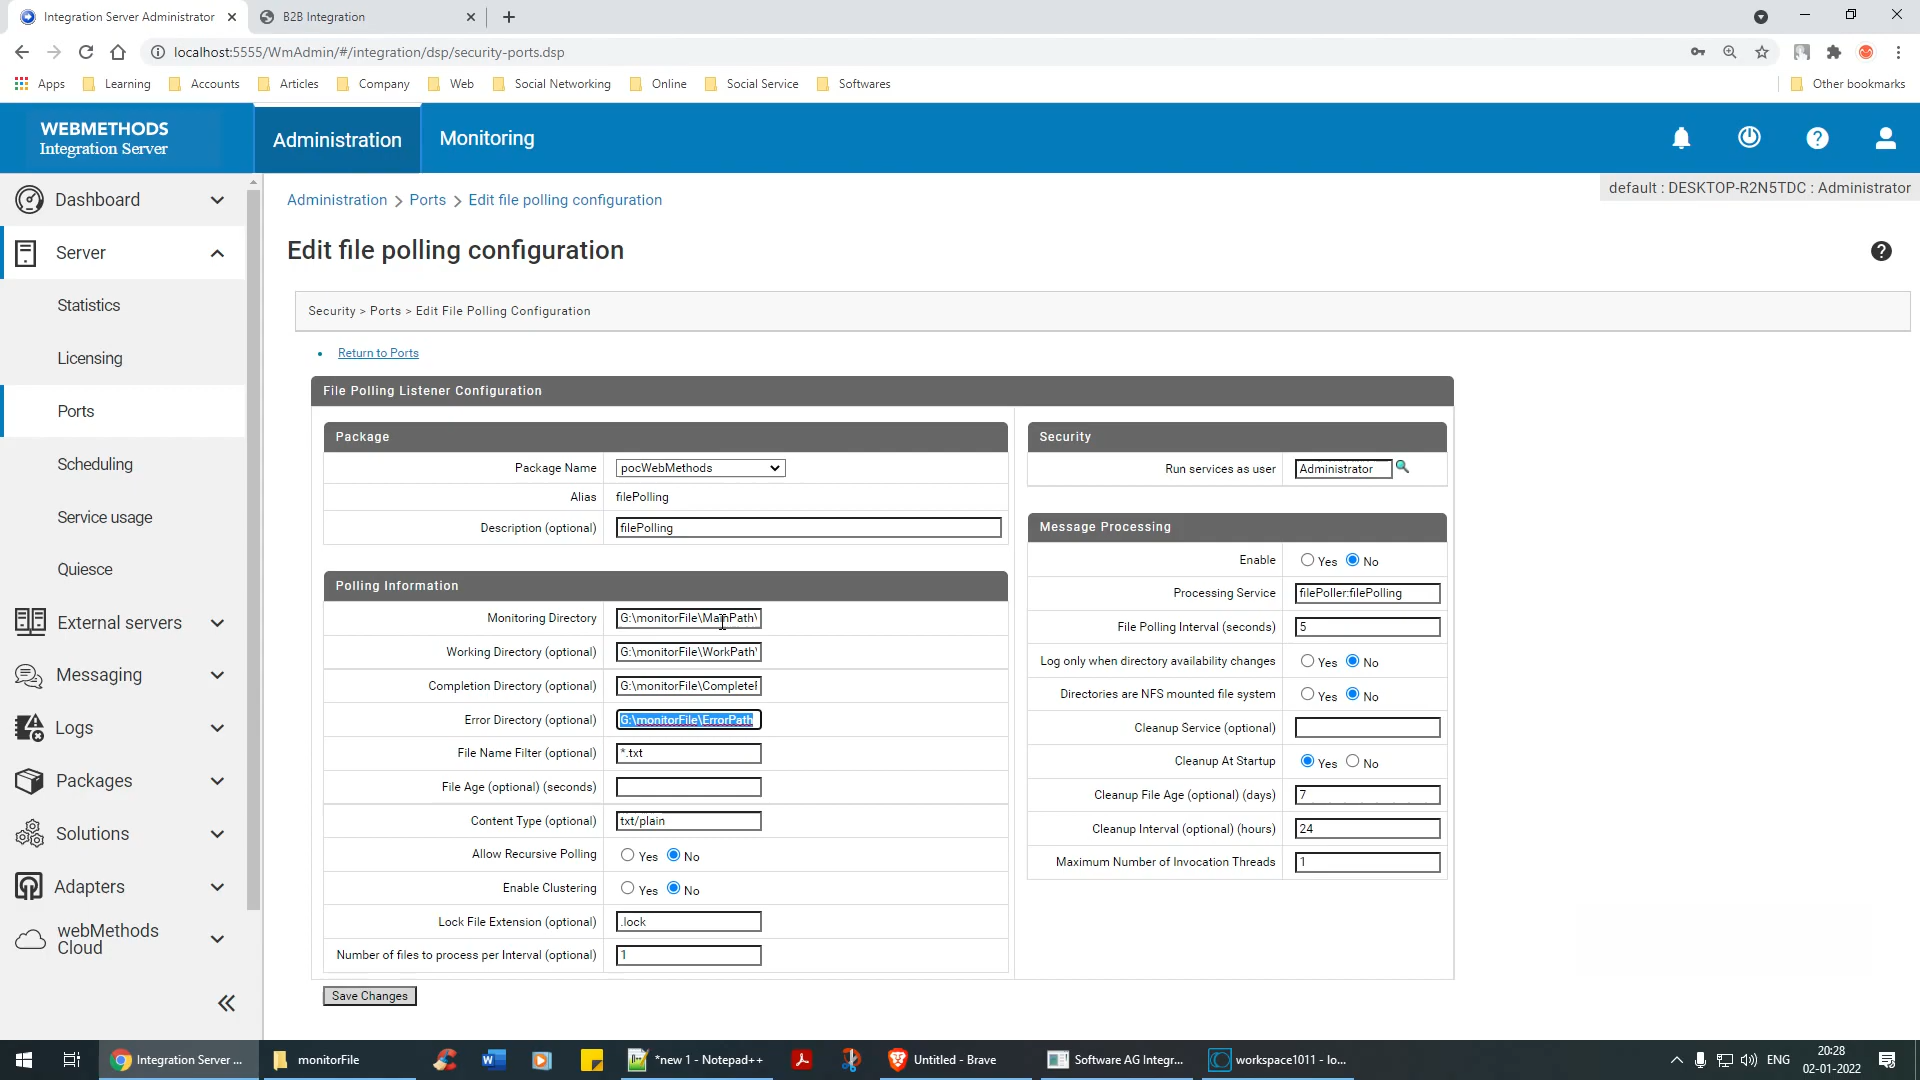 Integration Server Administrator
B2B Integration
localhost:5555/WmAdmin/#/integration/dsp/security-ports.dsp
Apps Learning Accounts Articles Company Web Social Networking Online Social Service Softwares Other bookmarks
WEBMETHODS
Integration Server
Administration
Monitoring
default : DESKTOP-R2N5TDC : Administrator
Dashboard
Server
Statistics
Licensing
Ports
Scheduling
Service usage
Quiesce
External servers
Messaging
Logs
Packages
Solutions
Adapters
webMethods
Cloud
Administration > Ports > Edit file polling configuration
Edit file polling configuration
Security > Ports > Edit File Polling Configuration
Return to Ports
File Polling Listener Configuration
Package
Package Name pocWebMethods
Alias filePolling
Description (optional) filePolling
Polling Information
Monitoring Directory G:\monitorFile\MainPath\
Working Directory (optional) G:\monitorFile\WorkPath\
Completion Directory (optional) G:\monitorFile\Complete
Error Directory (optional) G:\monitorFile\ErrorPath
File Name Filter (optional) *.txt
File Age (optional) (seconds)
Content Type (optional) txt/plain
Allow Recursive Polling Yes No
Enable Clustering Yes No
Lock File Extension (optional) .lock
Number of files to process per Interval (optional) 1
Save Changes
Security
Run services as user Administrator
Message Processing
Enable Yes No
Processing Service filePoller:filePolling
File Polling Interval (seconds) 5
Log only when directory availability changes Yes No
Directories are NFS mounted file system Yes No
Cleanup Service (optional)
Cleanup At Startup Yes No
Cleanup File Age (optional) (days) 7
Cleanup Interval (optional) (hours) 24
Maximum Number of Invocation Threads 1
Integration Server ...
monitorFile
*new 1 - Notepad++
Untitled - Brave
Software AG Integr...
workspace1011 - lo...
ENG
20:28
02-01-2022